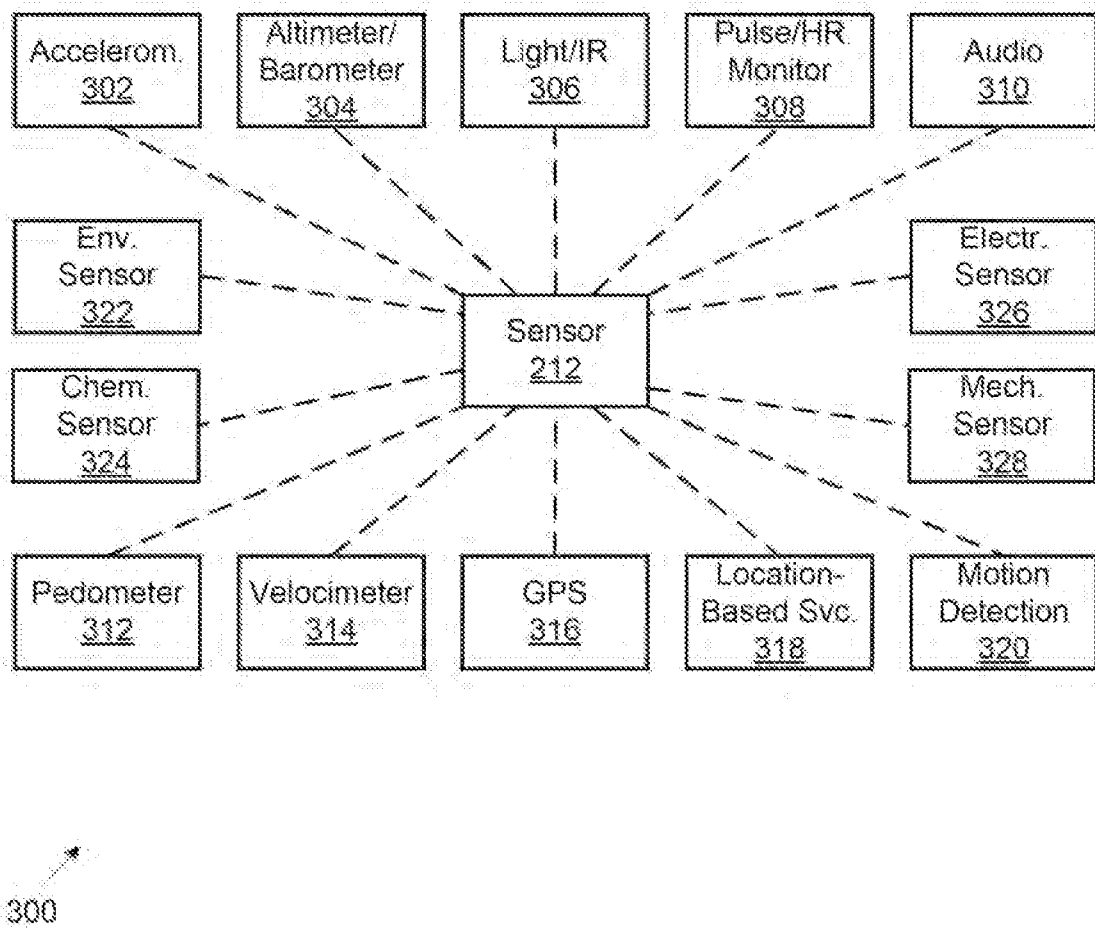 Accelerom.
302
Altimeter/
Barometer
304
Light/IR
306
Pulse/HR
Monitor
308
Audio
310
Env.
Sensor
322
Sensor
212
Electr.
Sensor
326
Chem.
Sensor
324
Mech.
Sensor
328
Pedometer
312
Velocimeter
314
GPS
316
Location-
Based Svc.
318
Motion
Detection
320
300